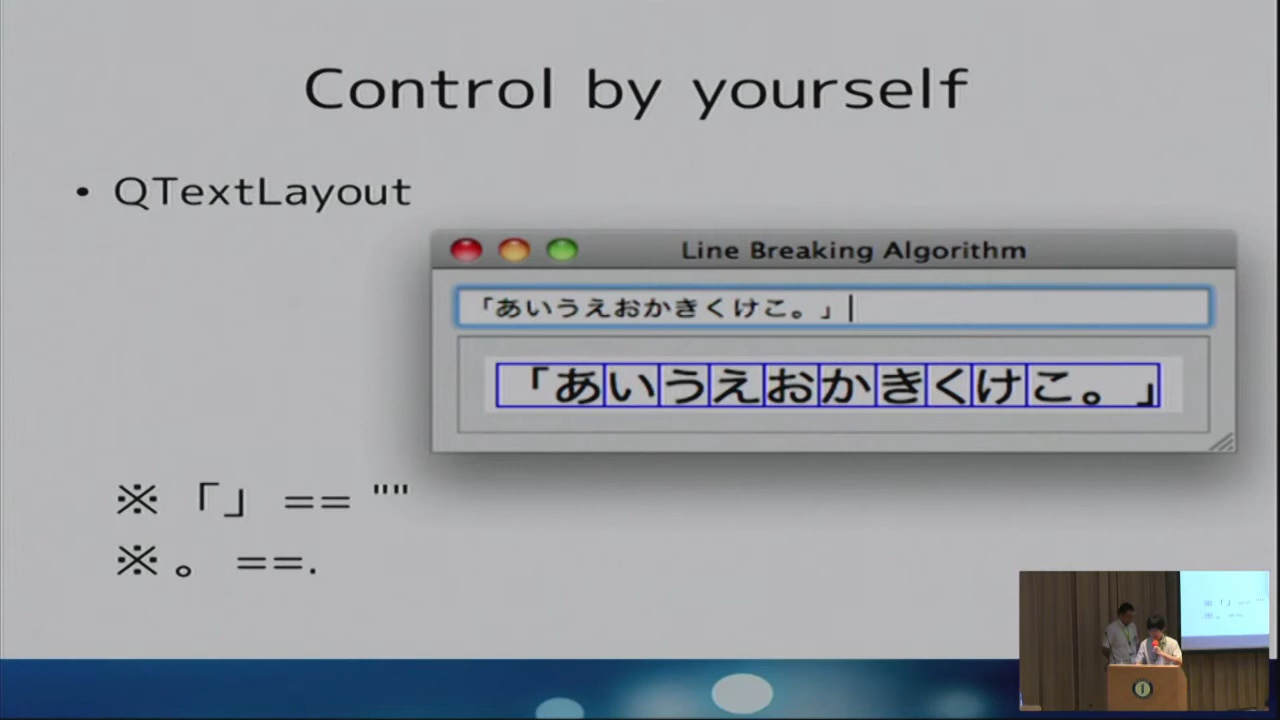 Control by yourself
• QTextLayout
Line Breaking Algorithm
「あいうえおかきくけこ。」
「あいうえおかきくけこ。」
※「」 == ""
※。 ==.